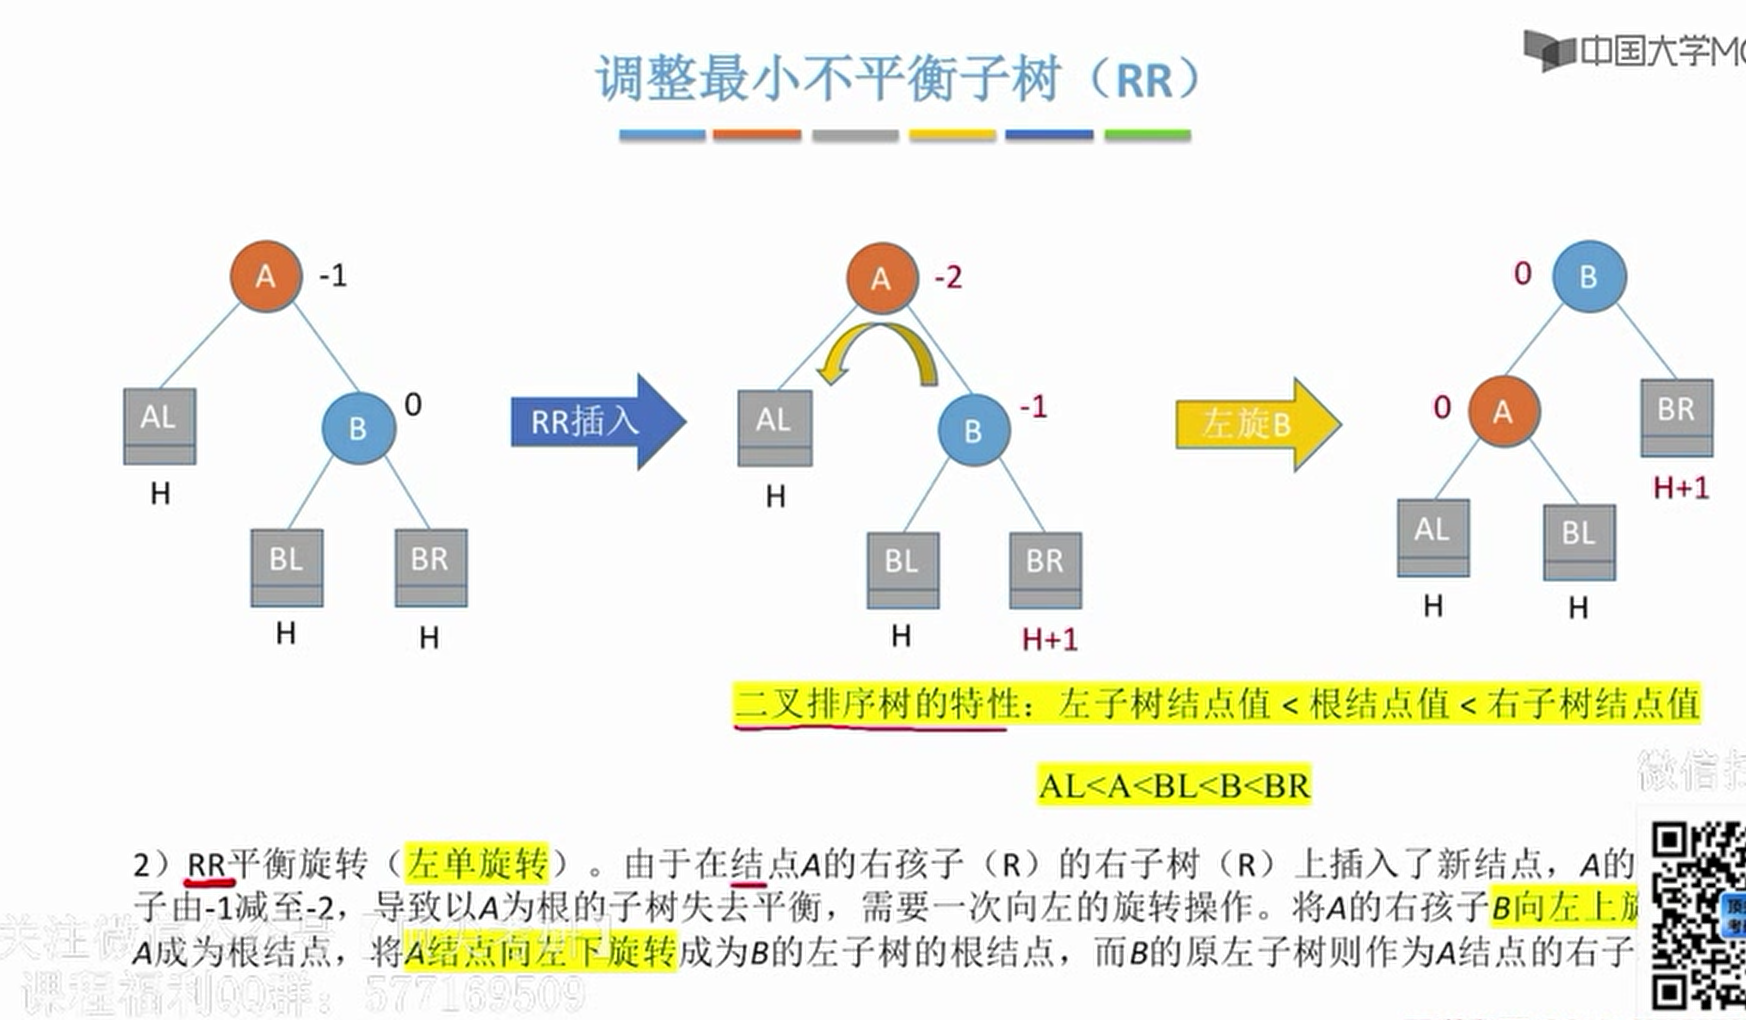 中国大学MO
调整最小不平衡子树（RR）
A -1
AL
H
B 0
BL
H
BR
H
RR插入
A -2
AL
H
B -1
BL
H
BR
H+1
左旋B
0 B
0 A
BR
H+1
AL
H
BL
H
二叉排序树的特性：左子树结点值 < 根结点值 < 右子树结点值
AL<A<BL<B<BR
微信扫
2）RR平衡旋转（左单旋转）。由于在结点A的右孩子（R）的右子树（R）上插入了新结点，A的
子由-1减至-2，导致以A为根的子树失去平衡，需要一次向左的旋转操作。将A的右孩子B向左上旋
A成为根结点，将A结点向左下旋转成为B的左子树的根结点，而B的原左子树则作为A结点的右子
关注微信
课程福利QQ群：577169509